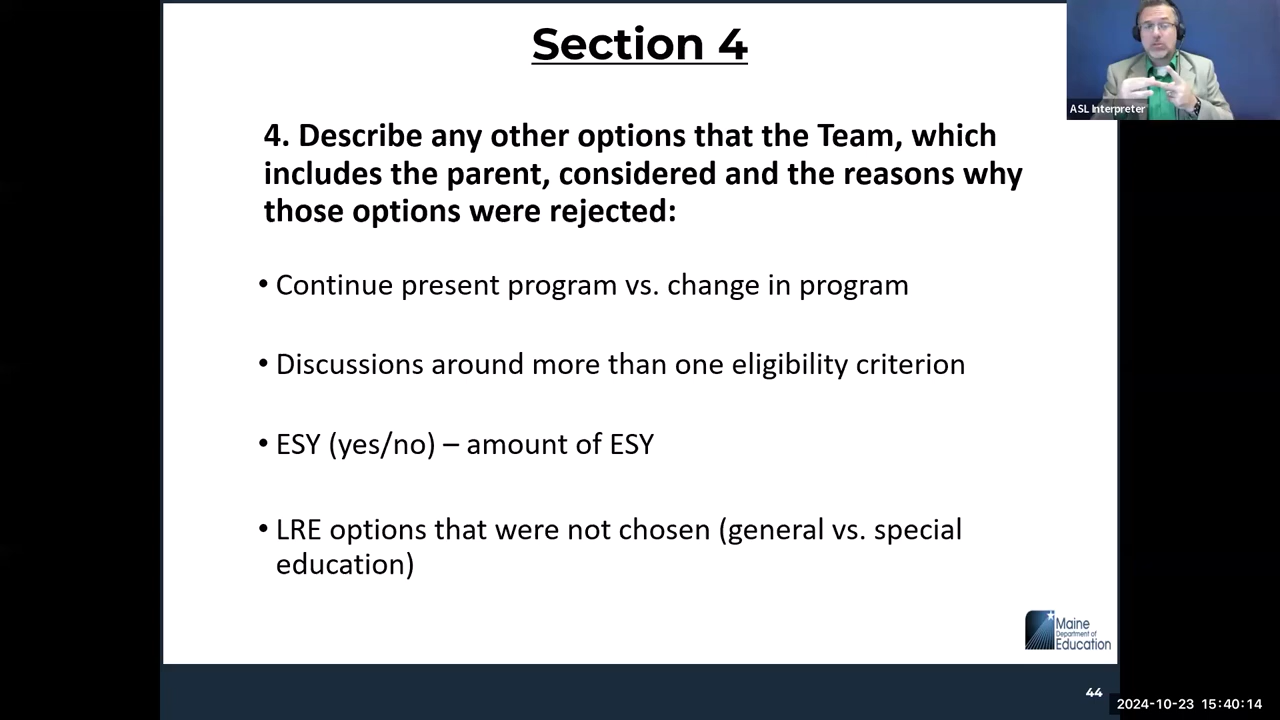 Section 4
ASL Interpreter
4. Describe any other options that the Team, which
includes the parent, considered and the reasons why
those options were rejected:
• Continue present program vs. change in program
• Discussions around more than one eligibility criterion
• ESY (yes/no) – amount of ESY
• LRE options that were not chosen (general vs. special
education)
Maine
Department of
Education
44
2024-10-23 15:40:14